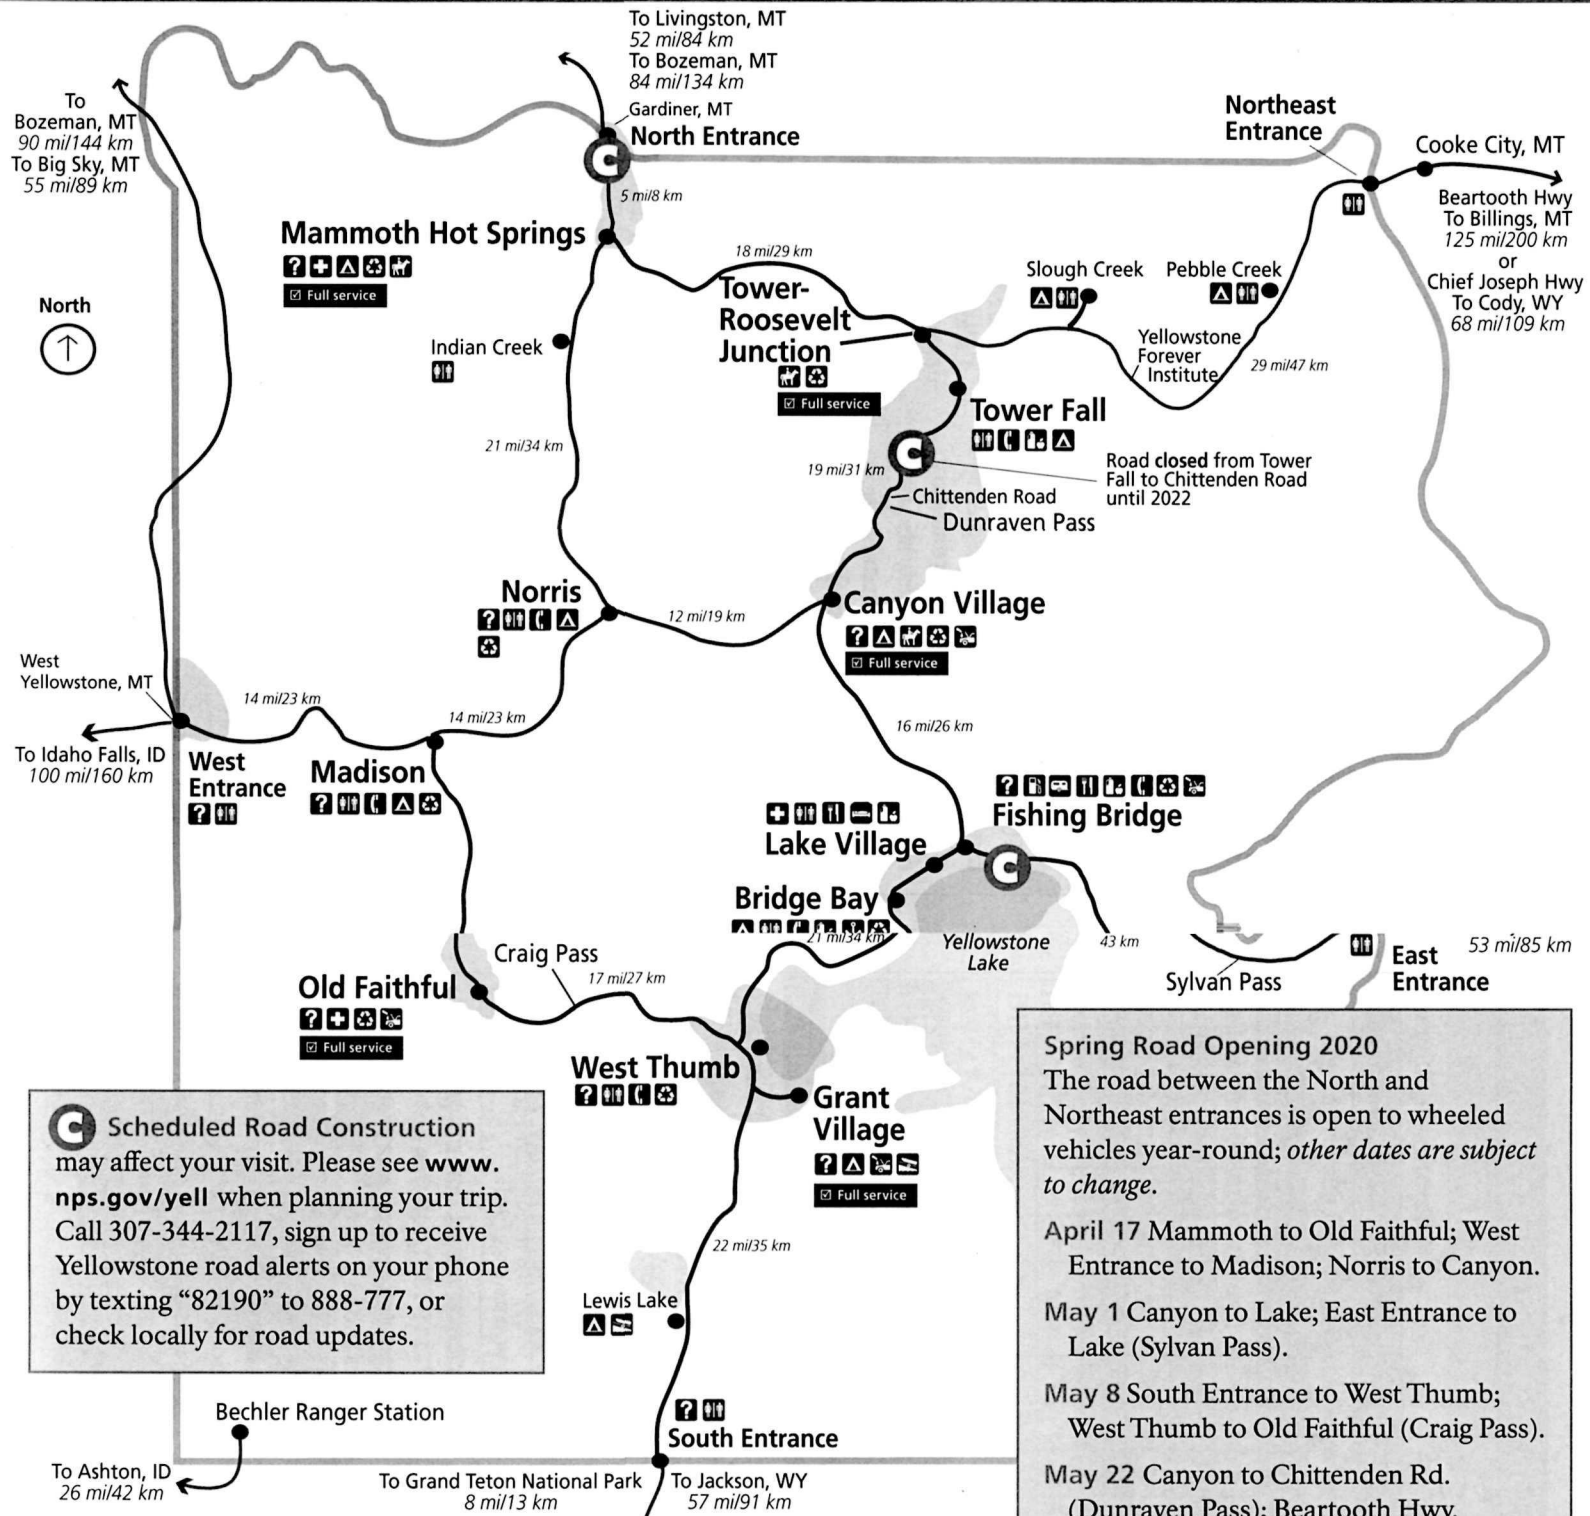 To Livingston, MT
52 mi/84 km
To Bozeman, MT
84 mi/134 km
Gardiner, MT
North Entrance
To
Bozeman, MT
90 mi/144 km
To Big Sky, MT
55 mi/89 km
Northeast
Entrance
Cooke City, MT
Beartooth Hwy
To Billings, MT
125 mi/200 km
or
Chief Joseph Hwy
To Cody, WY
68 mi/109 km
C
5 mi/8 km
Mammoth Hot Springs
?
Full service
18 mi/29 km
Tower-
Roosevelt
Junction
Full service
Slough Creek
Pebble Creek
Yellowstone
Forever
Institute
29 mi/47 km
North
Indian Creek
21 mi/34 km
Tower Fall
C
19 mi/31 km
Road closed from Tower
Fall to Chittenden Road
until 2022
Chittenden Road
Dunraven Pass
Norris
?
12 mi/19 km
Canyon Village
?
Full service
West
Yellowstone, MT
14 mi/23 km
14 mi/23 km
To Idaho Falls, ID
100 mi/160 km
West
Entrance
?
Madison
?
16 mi/26 km
?
Fishing Bridge
Lake Village
C
Bridge Bay
21 mi/34 km
Yellowstone
Lake
43 km
Sylvan Pass
East
Entrance
53 mi/85 km
Craig Pass
17 mi/27 km
Old Faithful
?
Full service
West Thumb
?
Grant
Village
?
Full service
22 mi/35 km
Lewis Lake
?
South Entrance
Bechler Ranger Station
To Ashton, ID
26 mi/42 km
To Grand Teton National Park
8 mi/13 km
To Jackson, WY
57 mi/91 km
C Scheduled Road Construction
may affect your visit. Please see www.
nps.gov/yell when planning your trip.
Call 307-344-2117, sign up to receive
Yellowstone road alerts on your phone
by texting “82190” to 888-777, or
check locally for road updates.
Spring Road Opening 2020
The road between the North and
Northeast entrances is open to wheeled
vehicles year-round; other dates are subject
to change.
April 17 Mammoth to Old Faithful; West
Entrance to Madison; Norris to Canyon.
May 1 Canyon to Lake; East Entrance to
Lake (Sylvan Pass).
May 8 South Entrance to West Thumb;
West Thumb to Old Faithful (Craig Pass).
May 22 Canyon to Chittenden Rd.
(Dunraven Pass); Beartooth Hwy.